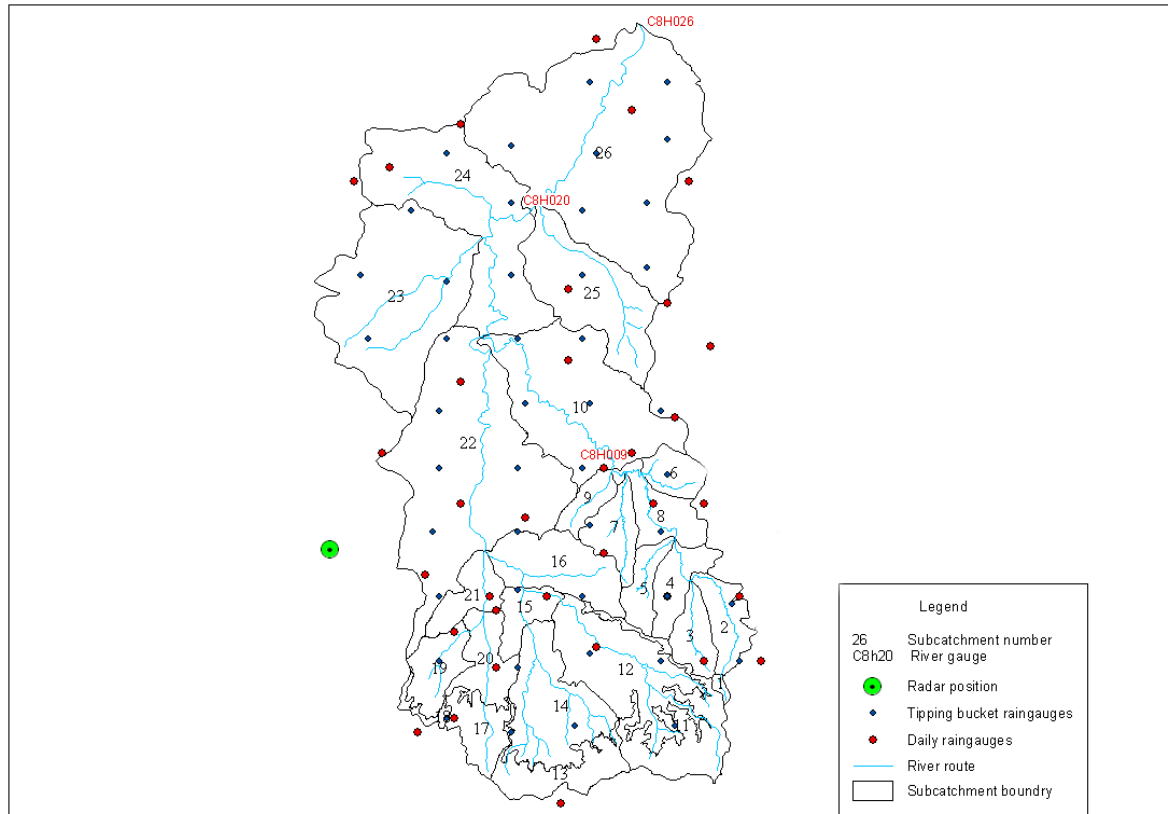 C8H026
26
24
C8H020
23
25
10
22
C8H009
6
9
7
8
16
5
4
21
15
3
2
20
19
12
1
14
11
17
13
Legend
26 Subcatchment number
C8h20 River gauge
Radar position
Tipping bucket raingauges
Daily raingauges
River route
Subcatchment boundry